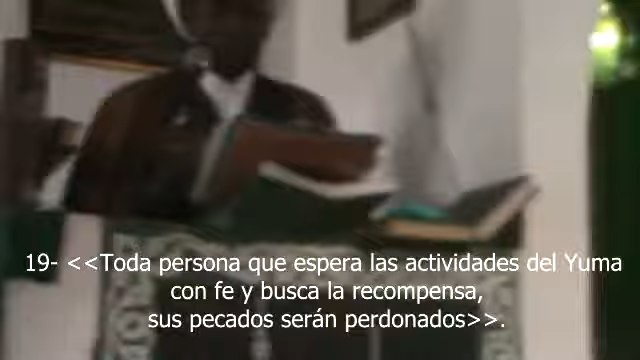 19- <<Toda persona que espera las actividades del Yuma
con fe y busca la recompensa,
sus pecados serán perdonados>>.